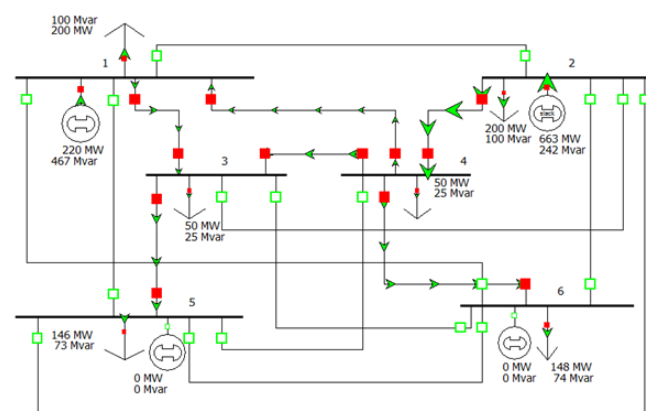 100 Mvar
200 MW
1
2
220 MW
467 Mvar
slack
200 MW
100 Mvar
663 MW
242 Mvar
3
4
50 MW
25 Mvar
50 MW
25 Mvar
5
6
146 MW
73 Mvar
0 MW
0 Mvar
0 MW
0 Mvar
148 MW
74 Mvar